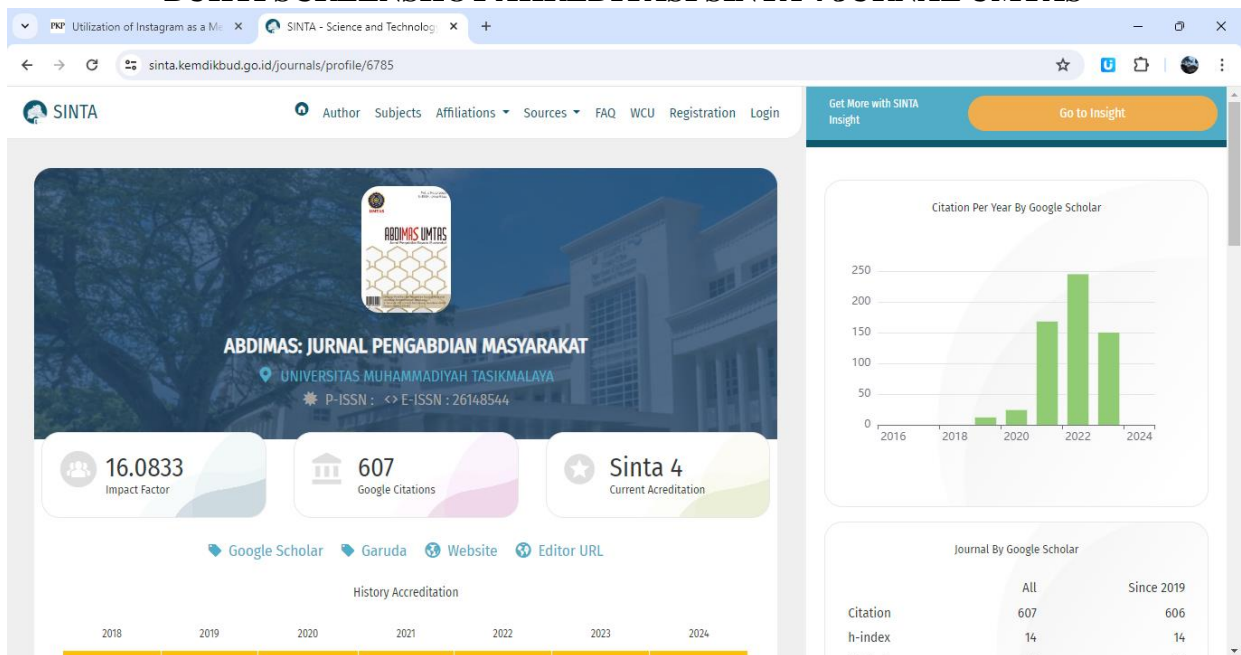 BUKTI SCREENSHOT AKREDITASI SINTA 4 JURNAL UMTAS
PKP Utilization of Instagram as a Me
SINTA - Science and Technolog
sinta.kemdikbud.go.id/journals/profile/6785
SINTA
Author Subjects Affiliations Sources FAQ WCU Registration Login
Get More with SINTA
Insight
Go to Insight
ABDIMAS UMTAS
ABDIMAS: JURNAL PENGABDIAN MASYARAKAT
UNIVERSITAS MUHAMMADIYAH TASIKMALAYA
P-ISSN : <> E-ISSN : 26148544
16.0833
Impact Factor
607
Google Citations
Sinta 4
Current Acreditation
Google Scholar Garuda Website Editor URL
History Accreditation
2018 2019 2020 2021 2022 2023 2024
Citation Per Year By Google Scholar
250
200
150
100
50
0
2016 2018 2020 2022 2024
Journal By Google Scholar
All Since 2019
Citation 607 606
h-index 14 14